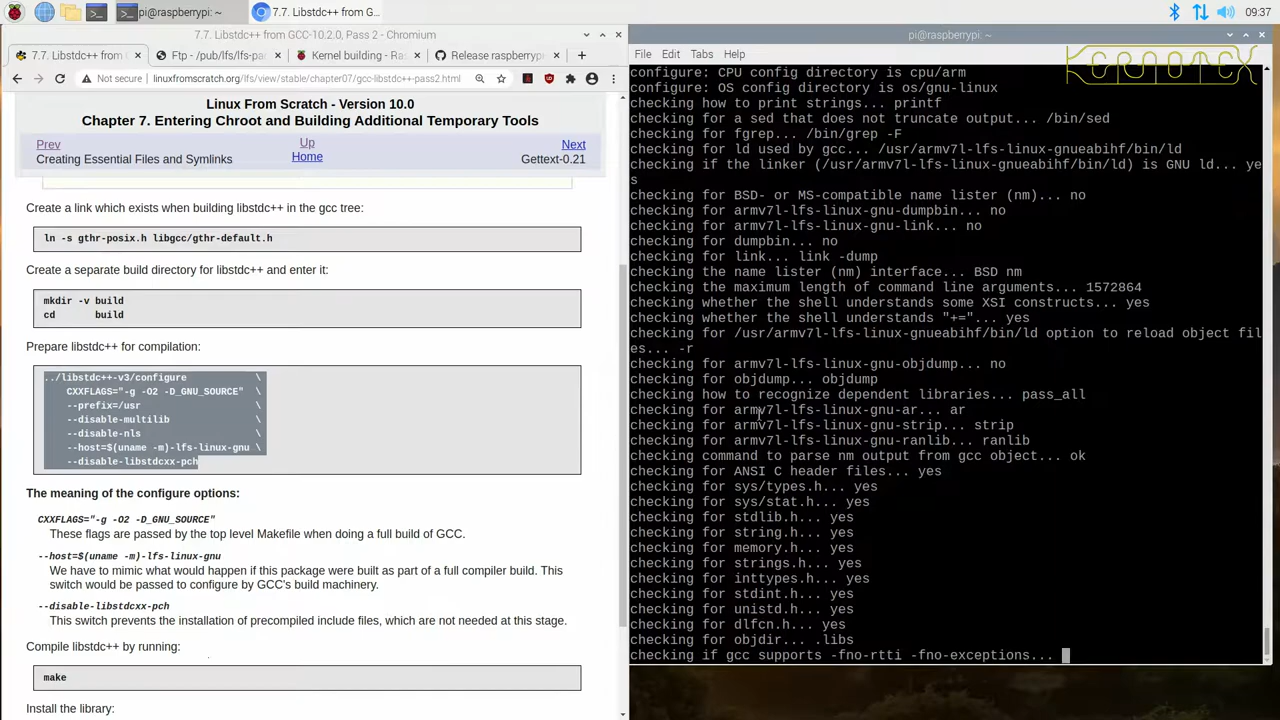 pi@raspberrypi: ~
7.7. Libstdc++ from G...
09:37
7.7. Libstdc++ from GCC-10.2.0, Pass 2 - Chromium
7.7. Libstdc++ from
Ftp - /pub/lfs/lfs-pa
Kernel building - Ra
Release raspberrypi
Not secure
linuxfromscratch.org/lfs/view/stable/chapter07/gcc-libstdc++-pass2.html
Linux From Scratch - Version 10.0
Chapter 7. Entering Chroot and Building Additional Temporary Tools
Prev
Up
Next
Creating Essential Files and Symlinks
Home
Gettext-0.21
Create a link which exists when building libstdc++ in the gcc tree:
ln -s gthr-posix.h libgcc/gthr-default.h
Create a separate build directory for libstdc++ and enter it:
mkdir -v build
cd       build
Prepare libstdc++ for compilation:
../libstdc++-v3/configure            \
    CXXFLAGS="-g -O2 -D_GNU_SOURCE"  \
    --prefix=/usr                    \
    --disable-multilib               \
    --disable-nls                    \
    --host=$(uname -m)-lfs-linux-gnu \
    --disable-libstdcxx-pch
The meaning of the configure options:
CXXFLAGS="-g -O2 -D_GNU_SOURCE"
These flags are passed by the top level Makefile when doing a full build of GCC.
--host=$(uname -m)-lfs-linux-gnu
We have to mimic what would happen if this package were built as part of a full compiler build. This
switch would be passed to configure by GCC's build machinery.
--disable-libstdcxx-pch
This switch prevents the installation of precompiled include files, which are not needed at this stage.
Compile libstdc++ by running:
make
Install the library:
pi@raspberrypi: ~
File Edit Tabs Help
KERNOTEX
configure: CPU config directory is cpu/arm
configure: OS config directory is os/gnu-linux
checking how to print strings... printf
checking for a sed that does not truncate output... /bin/sed
checking for fgrep... /bin/grep -F
checking for ld used by gcc... /usr/armv7l-lfs-linux-gnueabihf/bin/ld
checking if the linker (/usr/armv7l-lfs-linux-gnueabihf/bin/ld) is GNU ld... ye
s
checking for BSD- or MS-compatible name lister (nm)... no
checking for armv7l-lfs-linux-gnu-dumpbin... no
checking for armv7l-lfs-linux-gnu-link... no
checking for dumpbin... no
checking for link... link -dump
checking the name lister (nm) interface... BSD nm
checking the maximum length of command line arguments... 1572864
checking whether the shell understands some XSI constructs... yes
checking whether the shell understands "+="... yes
checking for /usr/armv7l-lfs-linux-gnueabihf/bin/ld option to reload object fil
es... -r
checking for armv7l-lfs-linux-gnu-objdump... no
checking for objdump... objdump
checking how to recognize dependent libraries... pass_all
checking for armv7l-lfs-linux-gnu-ar... ar
checking for armv7l-lfs-linux-gnu-strip... strip
checking for armv7l-lfs-linux-gnu-ranlib... ranlib
checking command to parse nm output from gcc object... ok
checking for ANSI C header files... yes
checking for sys/types.h... yes
checking for sys/stat.h... yes
checking for stdlib.h... yes
checking for string.h... yes
checking for memory.h... yes
checking for strings.h... yes
checking for inttypes.h... yes
checking for stdint.h... yes
checking for unistd.h... yes
checking for dlfcn.h... yes
checking for objdir... .libs
checking if gcc supports -fno-rtti -fno-exceptions...